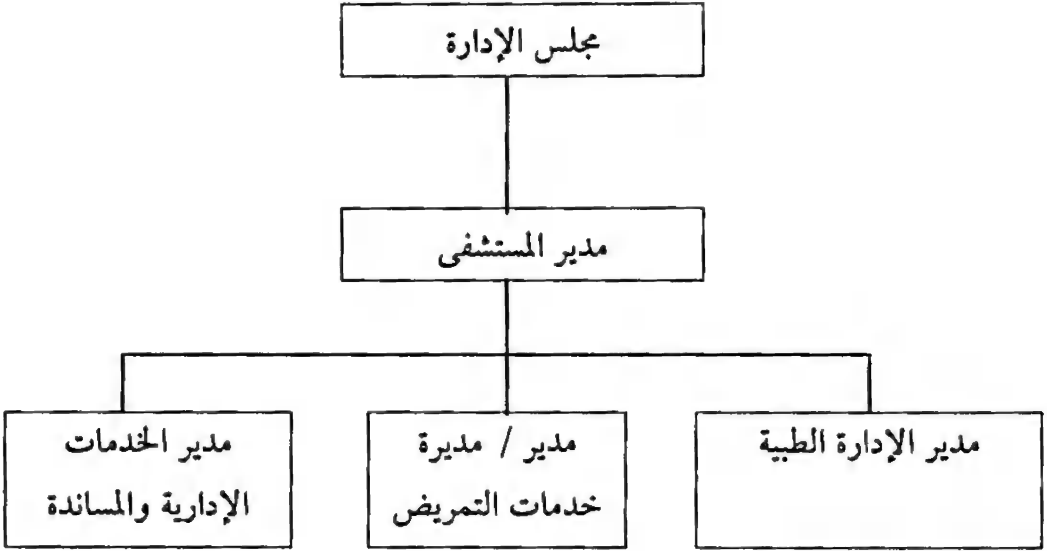 مجلس الإدارة
مدير المستشفى
مدير الإدارة الطبية
مدير / مديرة
خدمات التمريض
مدير الخدمات
الإدارية والمساندة